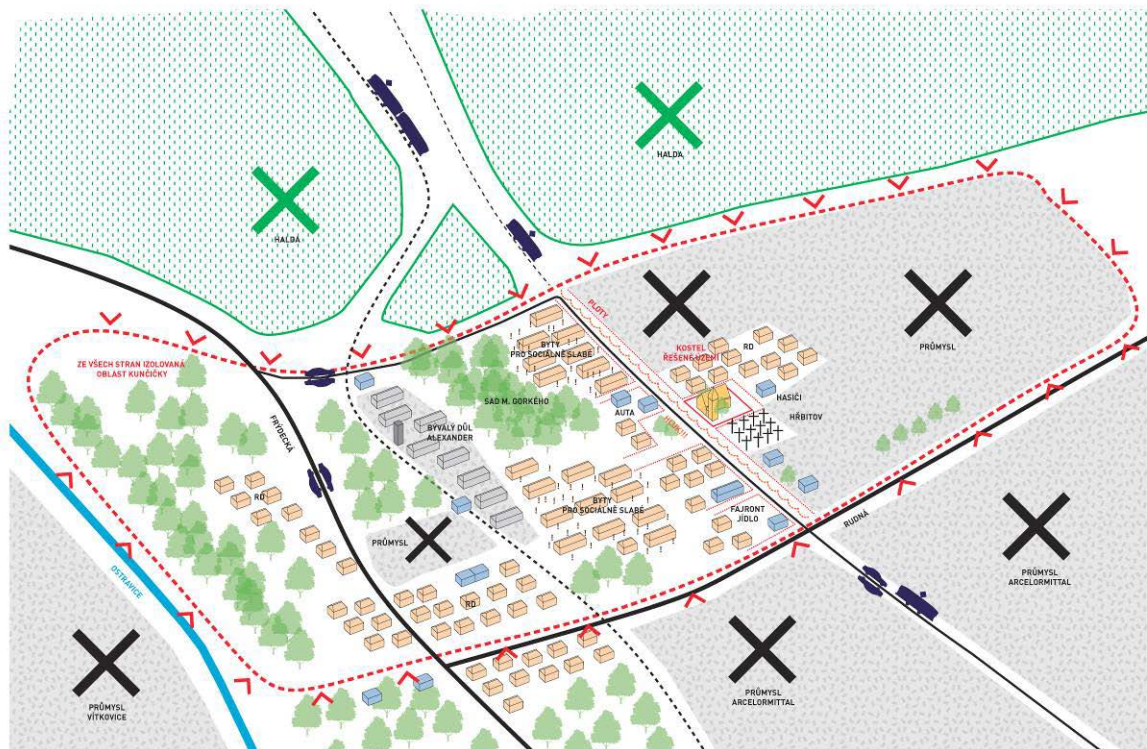 HALDA
HALDA
PLOTY
ZE VŠECH STRAN IZOLOVANÁ
OBLAST KUNČIČKY
BYTY
PRO SOCIÁLNĚ SLABÉ
KOSTEL
ŘEŠENÉ ÚZEMÍ
RD
PRŮMYSL
SAD M. GORKÉHO
AUTA
HASIČI
HŘBITOV
FRÝDECKÁ
BÝVALÝ DŮL
ALEXANDER
RD
BYTY
PRO SOCIÁLNĚ SLABÉ
FAJRONT
JÍDLO
RUDNÁ
PRŮMYSL
OSTRAVICE
RD
PRŮMYSL
ARCELORMITTAL
PRŮMYSL
VÍTKOVICE
PRŮMYSL
ARCELORMITTAL